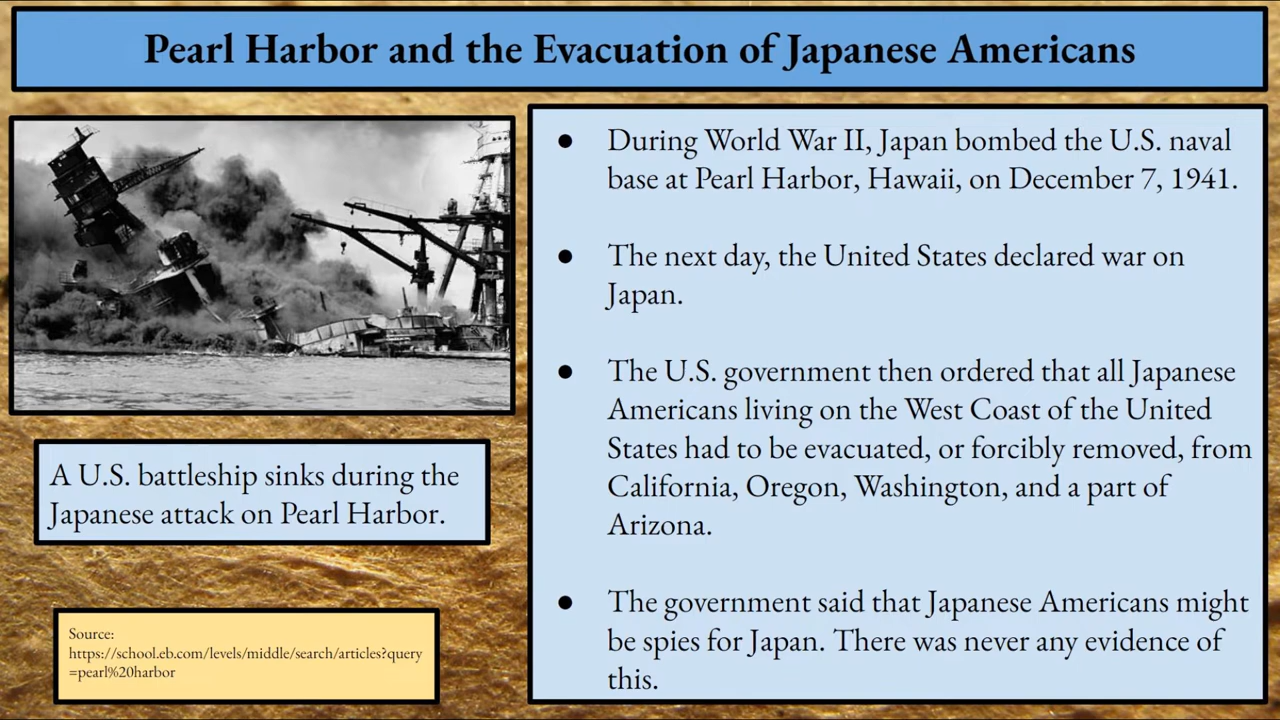 Pearl Harbor and the Evacuation of Japanese Americans
● During World War II, Japan bombed the U.S. naval
base at Pearl Harbor, Hawaii, on December 7, 1941.
● The next day, the United States declared war on
Japan.
● The U.S. government then ordered that all Japanese
Americans living on the West Coast of the United
States had to be evacuated, or forcibly removed, from
California, Oregon, Washington, and a part of
Arizona.
● The government said that Japanese Americans might
be spies for Japan. There was never any evidence of
this.
A U.S. battleship sinks during the
Japanese attack on Pearl Harbor.
Source:
https://school.eb.com/levels/middle/search/articles?query
=pearl%20harbor